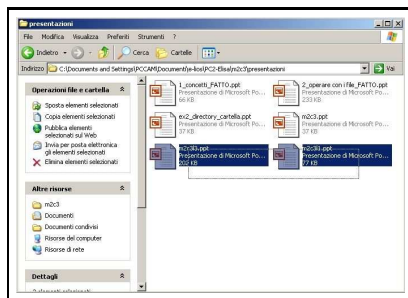 presentazioni
File Modifica Visualizza Preferiti Strumenti ?
Indietro Cerca Cartelle
Indirizzo C:\Documents and Settings\PCCAM\Documenti\e-lios\PC2-Elisa\m2c3\presentazioni Vai
Operazioni file e cartella
Sposta elementi selezionati
Copia elementi selezionati
Pubblica elementi selezionati sul Web
Invia per posta elettronica gli elementi selezionati
Elimina elementi selezionati
Altre risorse
m2c3
Documenti
Documenti condivisi
Risorse del computer
Risorse di rete
Dettagli
1_concetti_FATTO.ppt
Presentazione di Microsoft Po...
66 KB
2_operare con i file_FATTO.ppt
Presentazione di Microsoft Po...
233 KB
ex2_directory_cartella.ppt
Presentazione di Microsoft Po...
37 KB
m2c3.ppt
Presentazione di Microsoft Po...
37 KB
Presentazione di Microsoft Po...
202 KB
m2c3l1.ppt
Presentazione di Microsoft Po...
77 KB